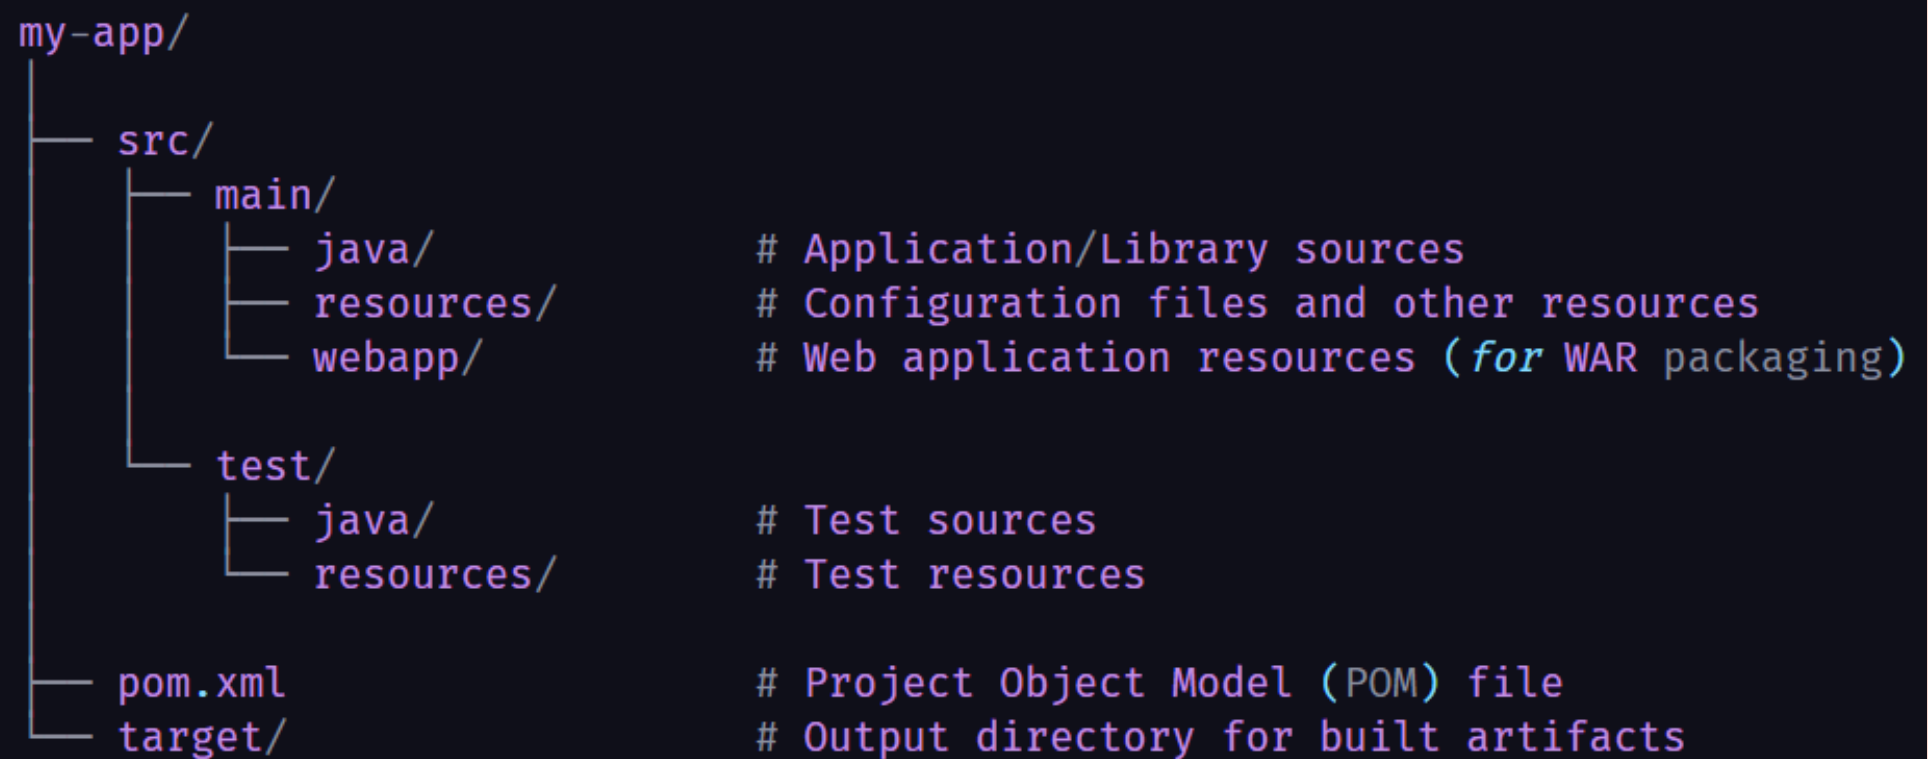 my-app/
│
├── src/
│   ├── main/
│   │   ├── java/             # Application/Library sources
│   │   ├── resources/        # Configuration files and other resources
│   │   └── webapp/           # Web application resources (for WAR packaging)
│   │
│   └── test/
│       ├── java/             # Test sources
│       └── resources/        # Test resources
│
├── pom.xml                   # Project Object Model (POM) file
└── target/                   # Output directory for built artifacts